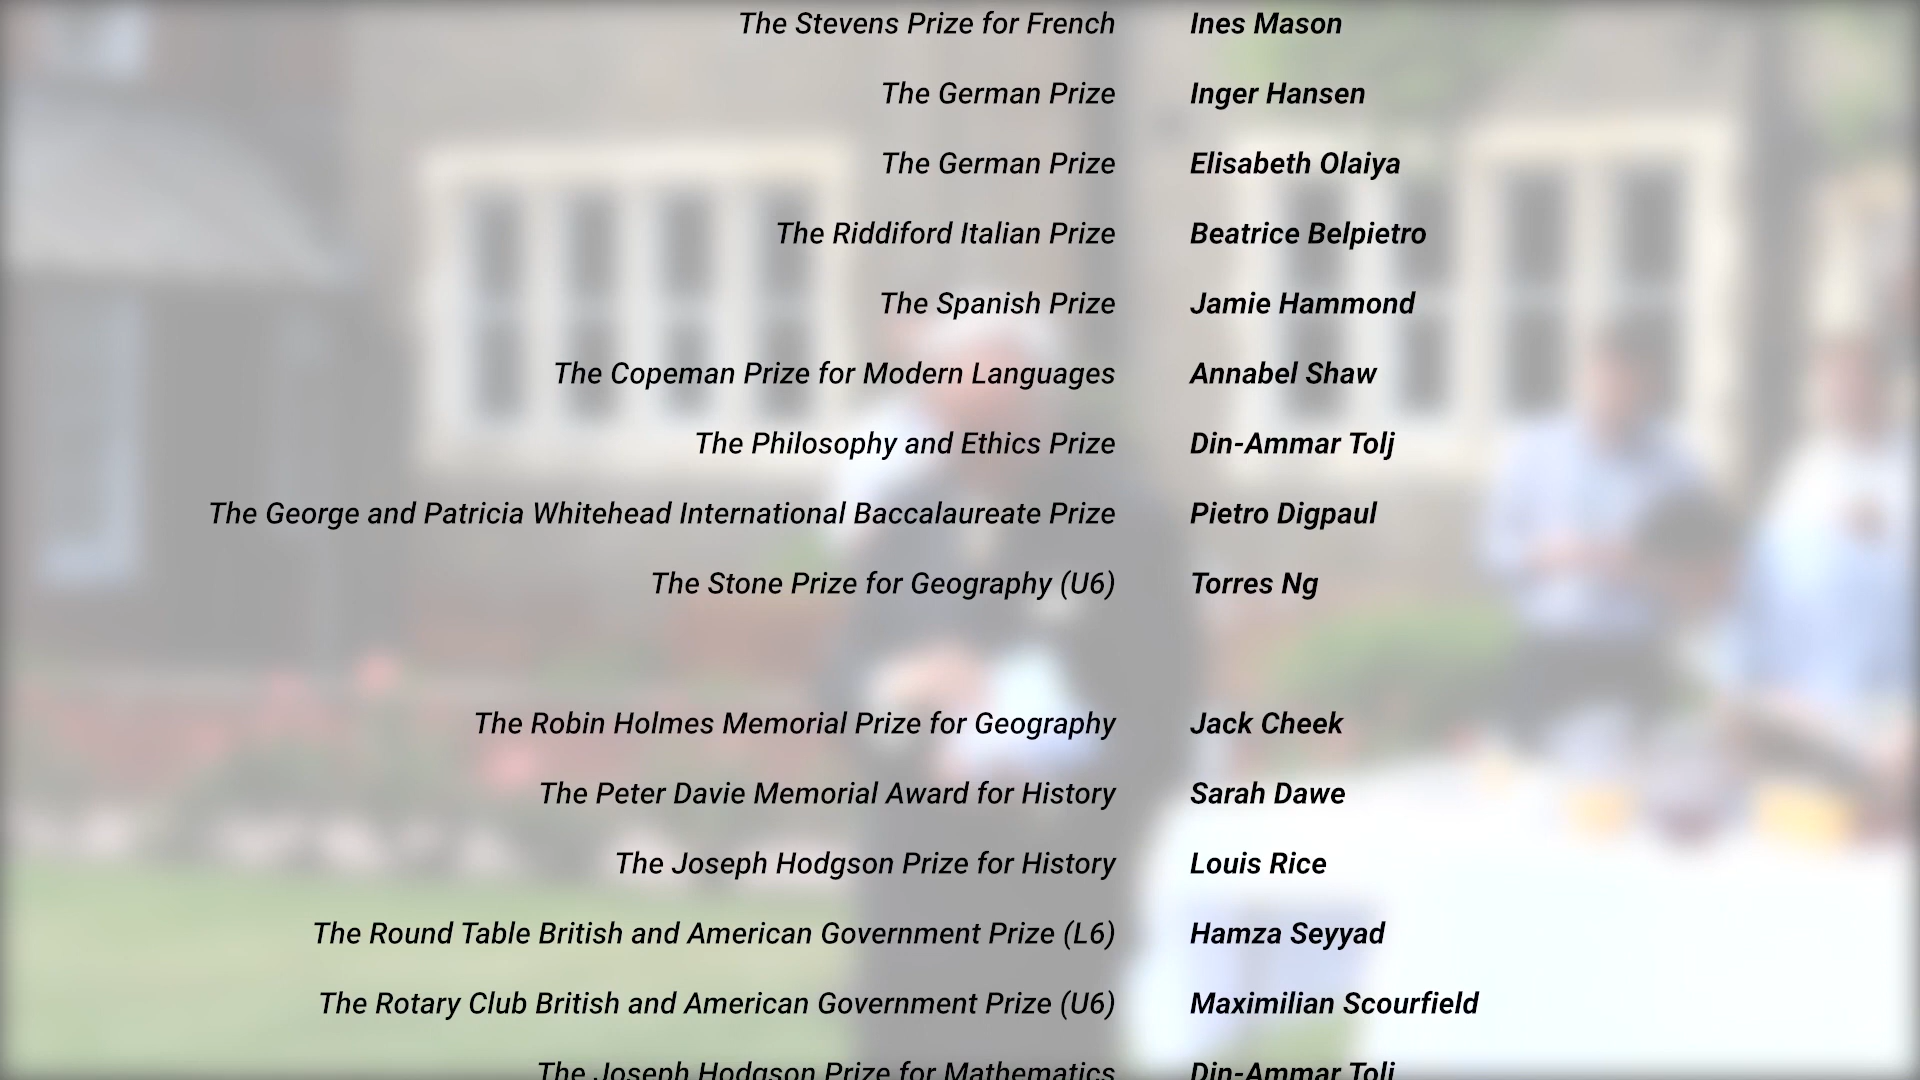 The Stevens Prize for French Ines Mason
The German Prize Inger Hansen
The German Prize Elisabeth Olaiya
The Riddiford Italian Prize Beatrice Belpietro
The Spanish Prize Jamie Hammond
The Copeman Prize for Modern Languages Annabel Shaw
The Philosophy and Ethics Prize Din-Ammar Tolj
The George and Patricia Whitehead International Baccalaureate Prize Pietro Digpaul
The Stone Prize for Geography (U6) Torres Ng
The Robin Holmes Memorial Prize for Geography Jack Cheek
The Peter Davie Memorial Award for History Sarah Dawe
The Joseph Hodgson Prize for History Louis Rice
The Round Table British and American Government Prize (L6) Hamza Seyyad
The Rotary Club British and American Government Prize (U6) Maximilian Scourfield
The Joseph Hodgson Prize for Mathematics Din-Ammar Tolj